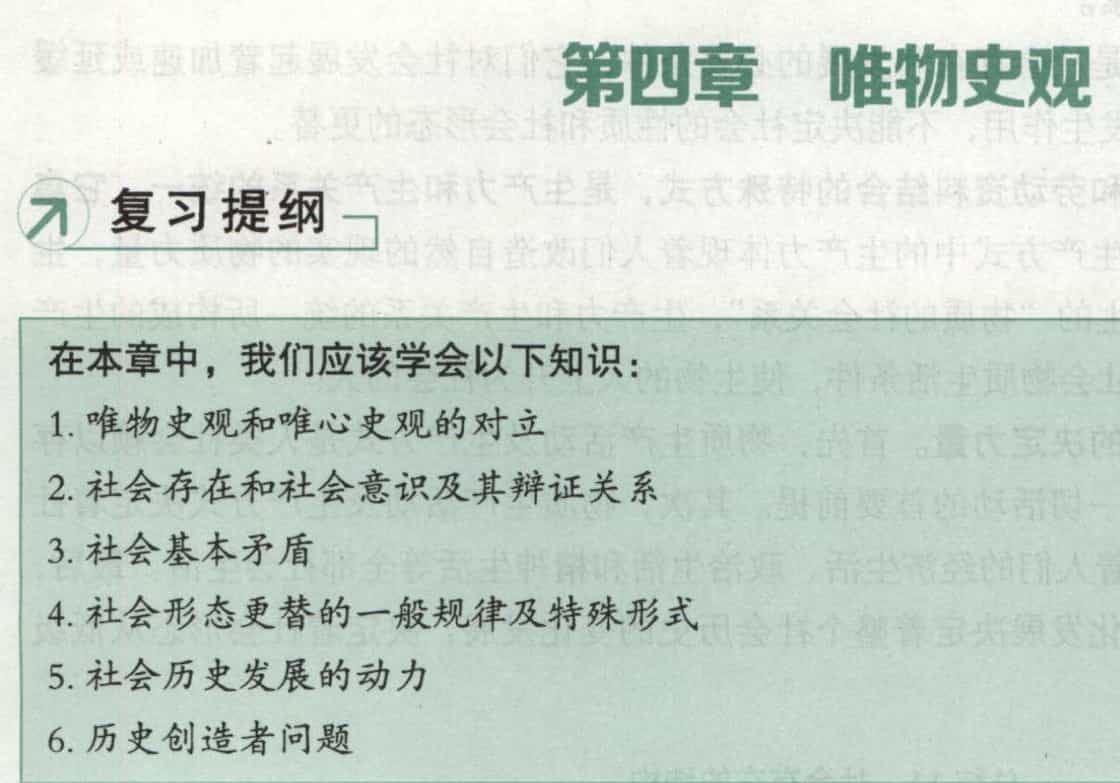 第四章 唯物史观
复习提纲
在本章中，我们应该学会以下知识：
1. 唯物史观和唯心史观的对立
2. 社会存在和社会意识及其辩证关系
3. 社会基本矛盾
4. 社会形态更替的一般规律及特殊形式
5. 社会历史发展的动力
6. 历史创造者问题